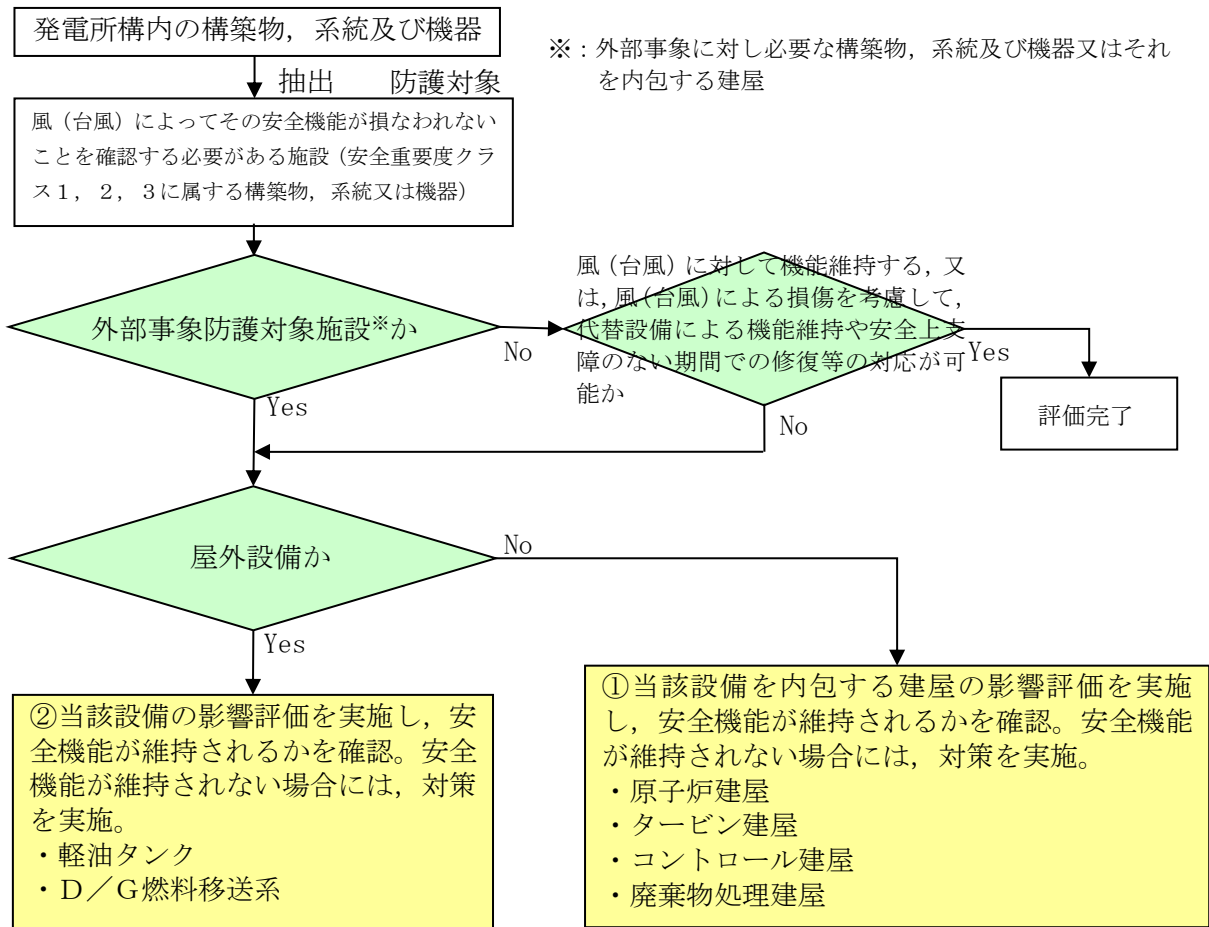 発電所構内の構築物，系統及び機器
※：外部事象に対し必要な構築物，系統及び機器又はそれ
を内包する建屋
抽出　防護対象
風（台風）によってその安全機能が損なわれない
ことを確認する必要がある施設（安全重要度クラ
ス１，２，３に属する構築物，系統又は機器）
外部事象防護対象施設※か
No
Yes
風（台風）に対して機能維持する，又
は，風（台風）による損傷を考慮して，
代替設備による機能維持や安全上支
障のない期間での修復等の対応が可
能か
Yes
No
評価完了
屋外設備か
No
Yes
②当該設備の影響評価を実施し，安
全機能が維持されるかを確認。安全
機能が維持されない場合には，対策
を実施。
・軽油タンク
・Ｄ／Ｇ燃料移送系
①当該設備を内包する建屋の影響評価を実施
し，安全機能が維持されるかを確認。安全機能
が維持されない場合には，対策を実施。
・原子炉建屋
・タービン建屋
・コントロール建屋
・廃棄物処理建屋